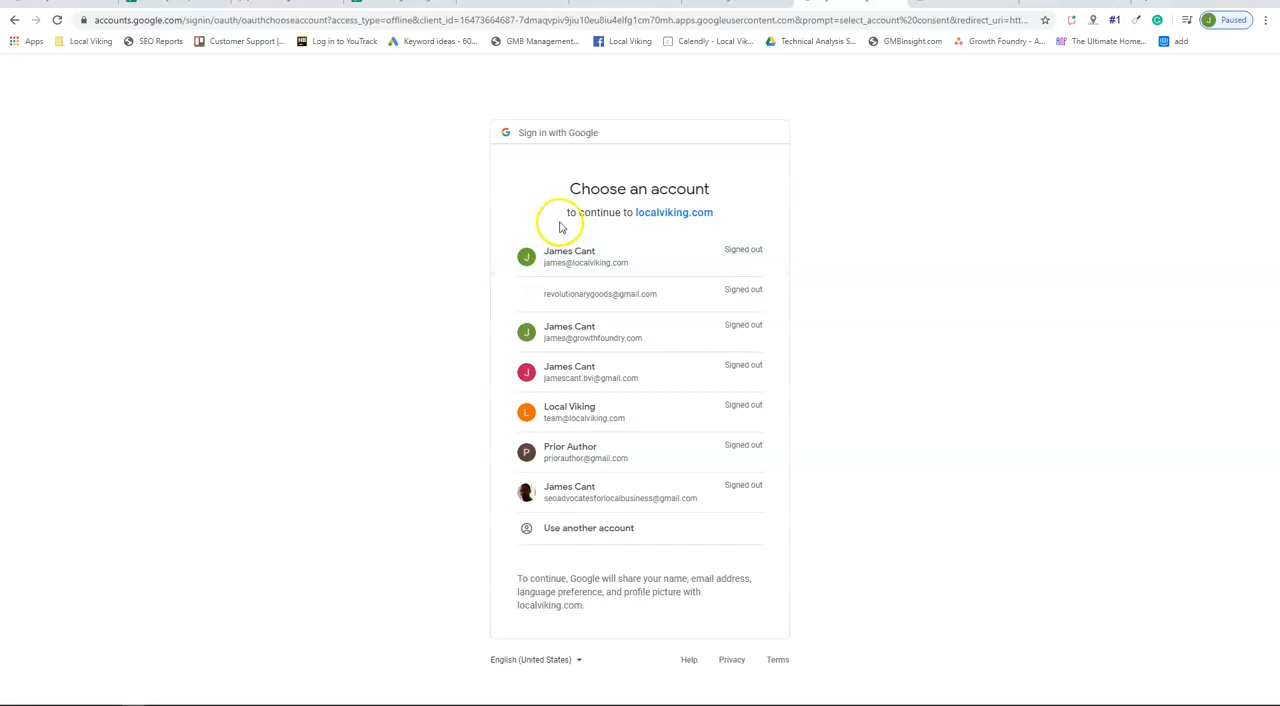 accounts.google.com/signin/oauth/oauthchooseaccount?access_type=offline&client_id=16473664687-7dmaqvpiv9jiu10eu8iu4elfg1cm70mh.apps.googleusercontent.com&prompt=select_account%20consent&redirect_uri=htt...
#1
J Paused
Apps
Local Viking
SEO Reports
Customer Support |...
Log in to YouTrack
Keyword ideas - 60...
GMB Management...
Local Viking
Calendly - Local Vik...
Technical Analysis S...
GMBInsight.com
Growth Foundry - A...
The Ultimate Home...
add
Sign in with Google
Choose an account
to continue to localviking.com
J
James Cant
Signed out
james@localviking.com
revolutionarygoods@gmail.com
Signed out
J
James Cant
Signed out
james@growthfoundry.com
J
James Cant
Signed out
jamescant.bvi@gmail.com
L
Local Viking
Signed out
team@localviking.com
P
Prior Author
Signed out
priorauthor@gmail.com
James Cant
Signed out
seoadvocatesforlocalbusiness@gmail.com
Use another account
To continue, Google will share your name, email address,
language preference, and profile picture with
localviking.com.
English (United States)
Help
Privacy
Terms